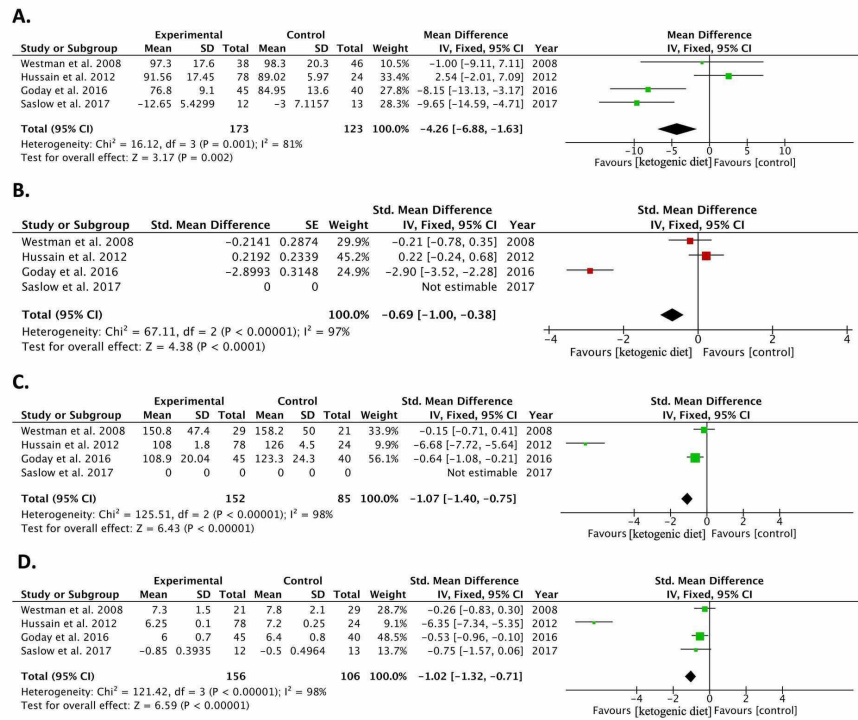 A.
Experimental Control Mean Difference Mean Difference
Study or Subgroup Mean SD Total Mean SD Total Weight IV, Fixed, 95% CI Year IV, Fixed, 95% CI
Westman et al. 2008 97.3 17.6 38 98.3 20.3 46 10.5% -1.00 [-9.11, 7.11] 2008
Hussain et al. 2012 91.56 17.45 78 89.02 5.97 24 33.4% 2.54 [-2.01, 7.09] 2012
Goday et al. 2016 76.8 9.1 45 84.95 13.6 40 27.8% -8.15 [-13.13, -3.17] 2016
Saslow et al. 2017 -12.65 5.4299 12 -3 7.1157 13 28.3% -9.65 [-14.59, -4.71] 2017
Total (95% CI) 173 123 100.0% -4.26 [-6.88, -1.63]
Heterogeneity: Chi² = 16.12, df = 3 (P = 0.001); I² = 81%
Test for overall effect: Z = 3.17 (P = 0.002)
-10 -5 0 5 10
Favours [ketogenic diet] Favours [control]
B.
Std. Mean Difference Std. Mean Difference
Study or Subgroup Std. Mean Difference SE Weight IV, Fixed, 95% CI Year IV, Fixed, 95% CI
Westman et al. 2008 -0.2141 0.2874 29.9% -0.21 [-0.78, 0.35] 2008
Hussain et al. 2012 0.2192 0.2339 45.2% 0.22 [-0.24, 0.68] 2012
Goday et al. 2016 -2.8993 0.3148 24.9% -2.90 [-3.52, -2.28] 2016
Saslow et al. 2017 0 0 Not estimable 2017
Total (95% CI) 100.0% -0.69 [-1.00, -0.38]
Heterogeneity: Chi² = 67.11, df = 2 (P < 0.00001); I² = 97%
Test for overall effect: Z = 4.38 (P < 0.0001)
-4 -2 0 2 4
Favours [ketogenic diet] Favours [control]
C.
Experimental Control Std. Mean Difference Std. Mean Difference
Study or Subgroup Mean SD Total Mean SD Total Weight IV, Fixed, 95% CI Year IV, Fixed, 95% CI
Westman et al. 2008 150.8 47.4 29 158.2 50 21 33.9% -0.15 [-0.71, 0.41] 2008
Hussain et al. 2012 108 1.8 78 126 4.5 24 9.9% -6.68 [-7.72, -5.64] 2012
Goday et al. 2016 108.9 20.04 45 123.3 24.3 40 56.1% -0.64 [-1.08, -0.21] 2016
Saslow et al. 2017 0 0 0 0 0 0 Not estimable 2017
Total (95% CI) 152 85 100.0% -1.07 [-1.40, -0.75]
Heterogeneity: Chi² = 125.51, df = 2 (P < 0.00001); I² = 98%
Test for overall effect: Z = 6.43 (P < 0.00001)
-4 -2 0 2 4
Favours [ketogenic diet] Favours [control]
D.
Experimental Control Std. Mean Difference Std. Mean Difference
Study or Subgroup Mean SD Total Mean SD Total Weight IV, Fixed, 95% CI Year IV, Fixed, 95% CI
Westman et al. 2008 7.3 1.5 21 7.8 2.1 29 28.7% -0.26 [-0.83, 0.30] 2008
Hussain et al. 2012 6.25 0.1 78 7.2 0.25 24 9.1% -6.35 [-7.34, -5.35] 2012
Goday et al. 2016 6 0.7 45 6.4 0.8 40 48.5% -0.53 [-0.96, -0.10] 2016
Saslow et al. 2017 -0.85 0.3935 12 -0.5 0.4964 13 13.7% -0.75 [-1.57, 0.06] 2017
Total (95% CI) 156 106 100.0% -1.02 [-1.32, -0.71]
Heterogeneity: Chi² = 121.42, df = 3 (P < 0.00001); I² = 98%
Test for overall effect: Z = 6.59 (P < 0.00001)
-4 -2 0 2 4
Favours [ketogenic diet] Favours [control]